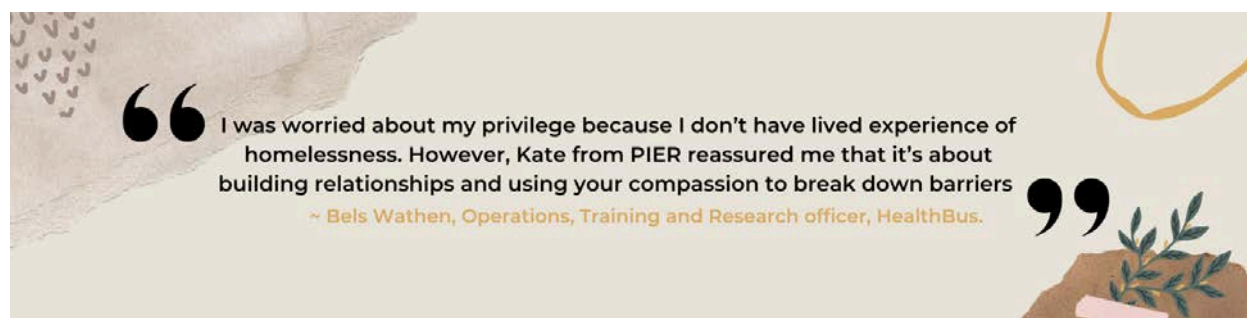 I was worried about my privilege because I don't have lived experience of
homelessness. However, Kate from PIER reassured me that it's about
building relationships and using your compassion to break down barriers
~ Bels Wathen, Operations, Training and Research officer, HealthBus.